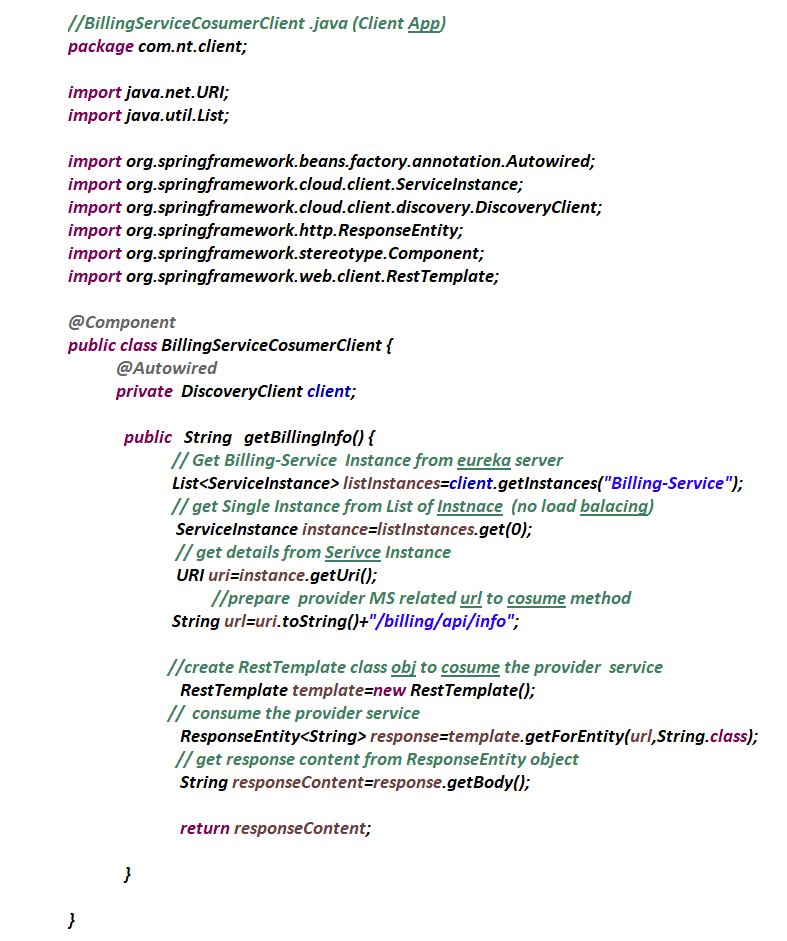 //BillingServiceCosumerClient .java (Client App)
package com.nt.client;
import java.net.URI;
import java.util.List;
import org.springframework.beans.factory.annotation.Autowired;
import org.springframework.cloud.client.ServiceInstance;
import org.springframework.cloud.client.discovery.DiscoveryClient;
import org.springframework.http.ResponseEntity;
import org.springframework.stereotype.Component;
import org.springframework.web.client.RestTemplate;
@Component
public class BillingServiceCosumerClient {
@Autowired
private  DiscoveryClient client;
public   String   getBillingInfo() {
// Get Billing-Service  Instance from eureka server
List<ServiceInstance> listInstances=client.getInstances("Billing-Service");
// get Single Instance from List of Instnace  (no load balacing)
ServiceInstance instance=listInstances.get(0);
// get details from Serivce Instance
URI uri=instance.getUri();
//prepare  provider MS related url to cosume method
String url=uri.toString()+"/billing/api/info";
//create RestTemplate class obj to cosume the provider  service
RestTemplate template=new RestTemplate();
//  consume the provider service
ResponseEntity<String> response=template.getForEntity(url,String.class);
// get response content from ResponseEntity object
String responseContent=response.getBody();
return responseContent;
}
}